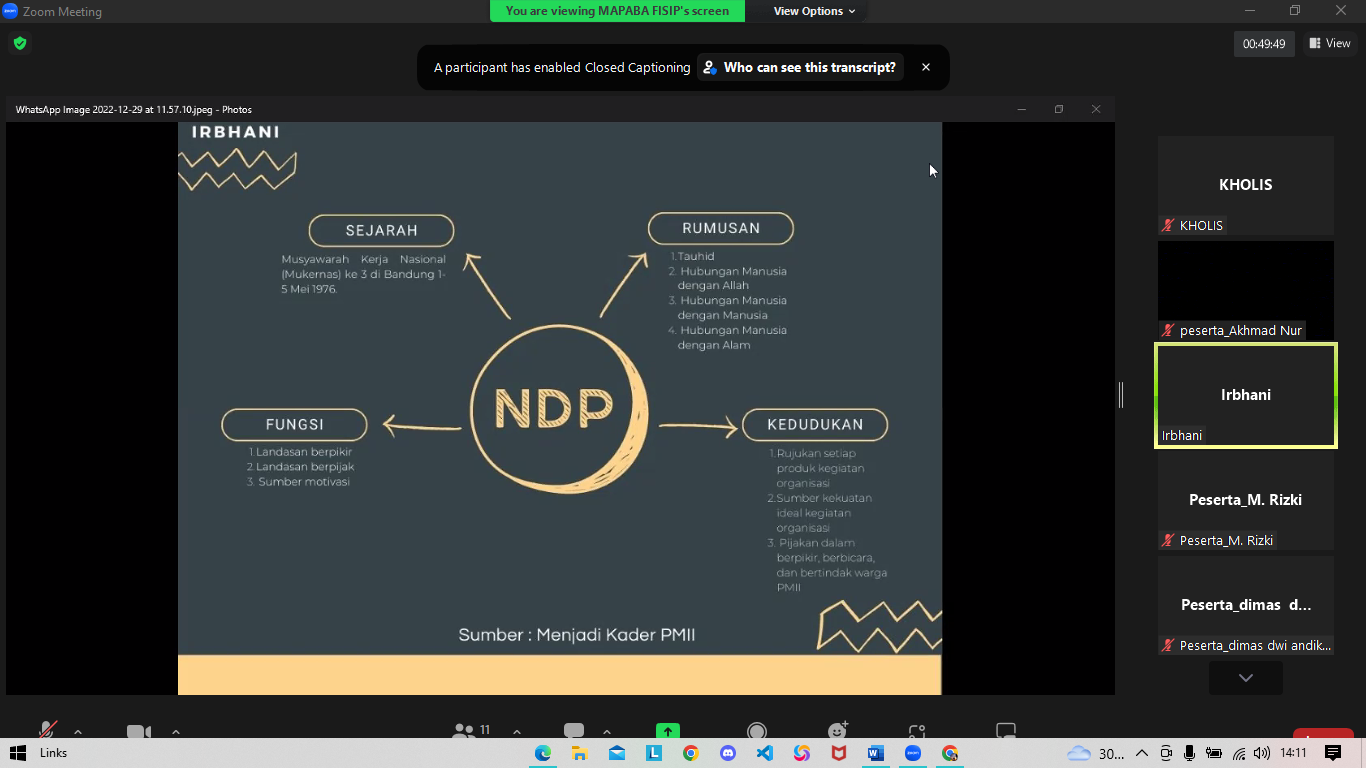 Zoom Meeting
You are viewing MAPABA FISIP's screen
View Options
00:49:49
View
A participant has enabled Closed Captioning
Who can see this transcript?
WhatsApp Image 2022-12-29 at 11.57.10.jpeg - Photos
IRBHANI
SEJARAH
Musyawarah Kerja Nasional
(Mukernas) ke 3 di Bandung 1-
5 Mei 1976.
RUMUSAN
1.Tauhid
2. Hubungan Manusia
dengan Allah
3. Hubungan Manusia
dengan Manusia
4. Hubungan Manusia
dengan Alam
NDP
FUNGSI
1.Landasan berpikir
2.Landasan berpijak
3. Sumber motivasi
KEDUDUKAN
1.Rujukan setiap
produk kegiatan
organisasi
2.Sumber kekuatan
ideal kegiatan
organisasi
3. Pijakan dalam
berpikir, berbicara,
dan bertindak warga
PMII
Sumber : Menjadi Kader PMII
KHOLIS
KHOLIS
peserta_Akhmad Nur
Irbhani
Irbhani
Peserta_M. Rizki
Peserta_M. Rizki
Peserta_dimas d...
Peserta_dimas dwi andik...
11
Links
30...
14:11